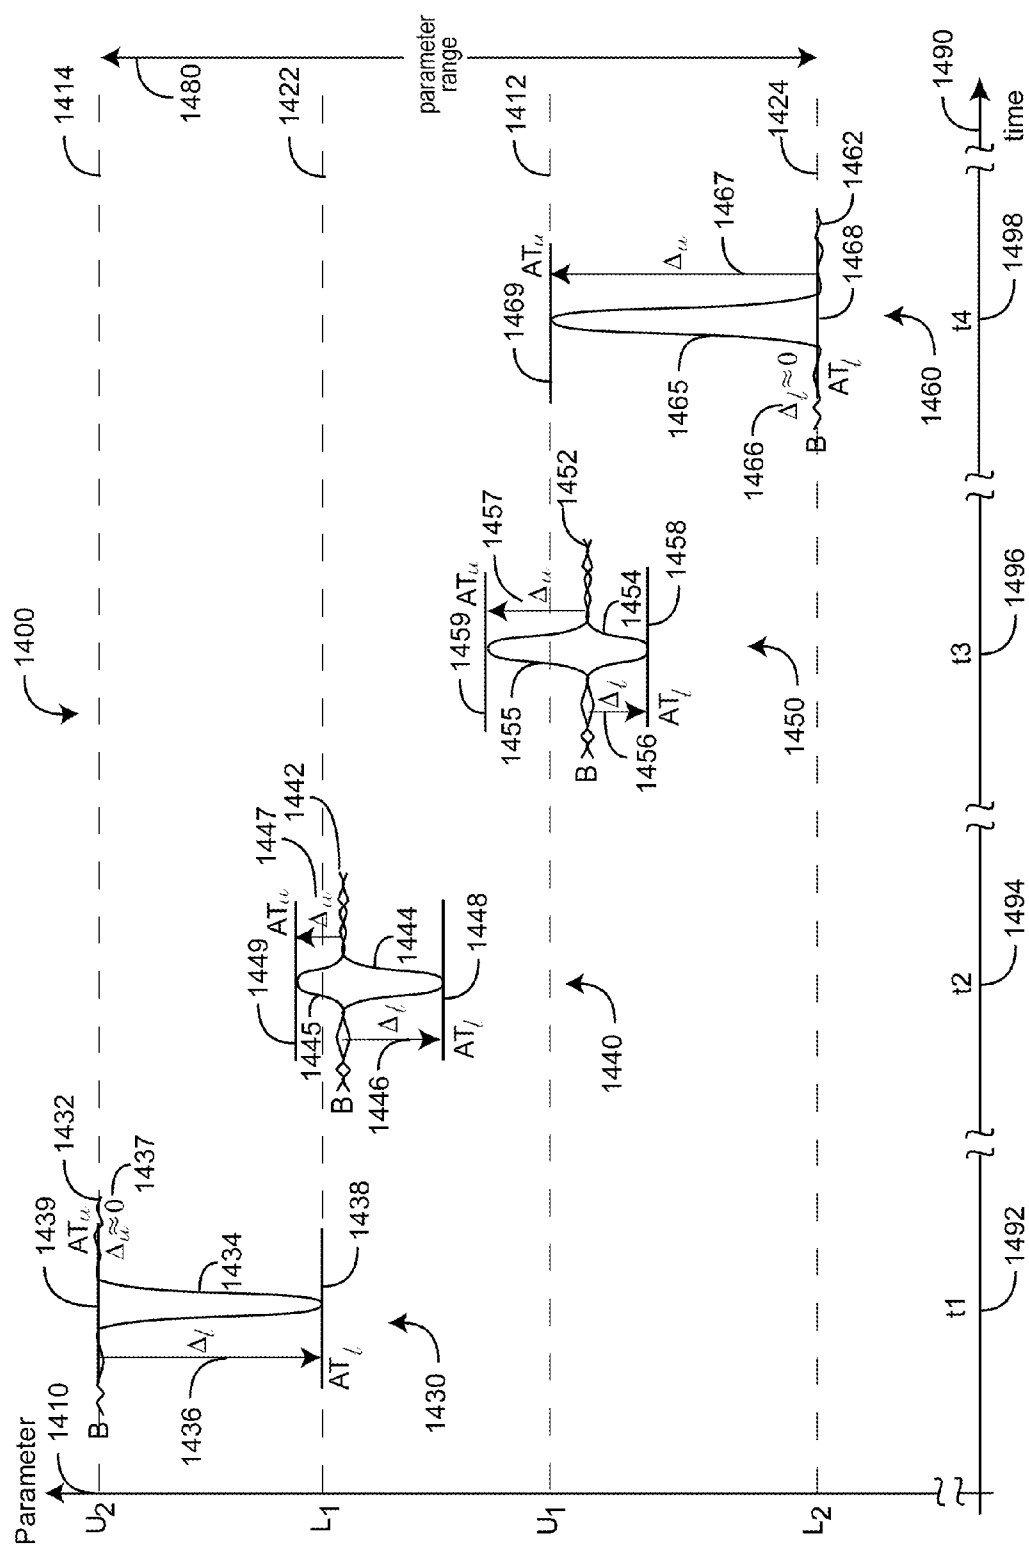 1400
Parameter
1410
U₂
L₁
U₁
L₂
1414
1422
1412
1424
1480
parameter
range
1490
time
B
1436
Δₗ
1439
ATᵤ
1432
Δᵤ≈0
1437
1434
1438
ATₗ
1430
t1
1492
B
1449
ATᵤ
1447
1442
Δᵤ
1445
1444
Δₗ
1446
ATₗ
1448
1440
t2
1494
B
1459
ATᵤ
1457
1452
Δᵤ
1455
1454
Δₗ
1456
ATₗ
1458
1450
t3
1496
1469
ATᵤ
Δᵤ
1467
1465
1466
Δₗ≈0
B
ATₗ
1468
1462
1460
t4
1498